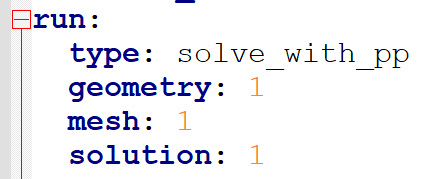 run:
type: solve_with_pp
geometry: 1
mesh: 1
solution: 1